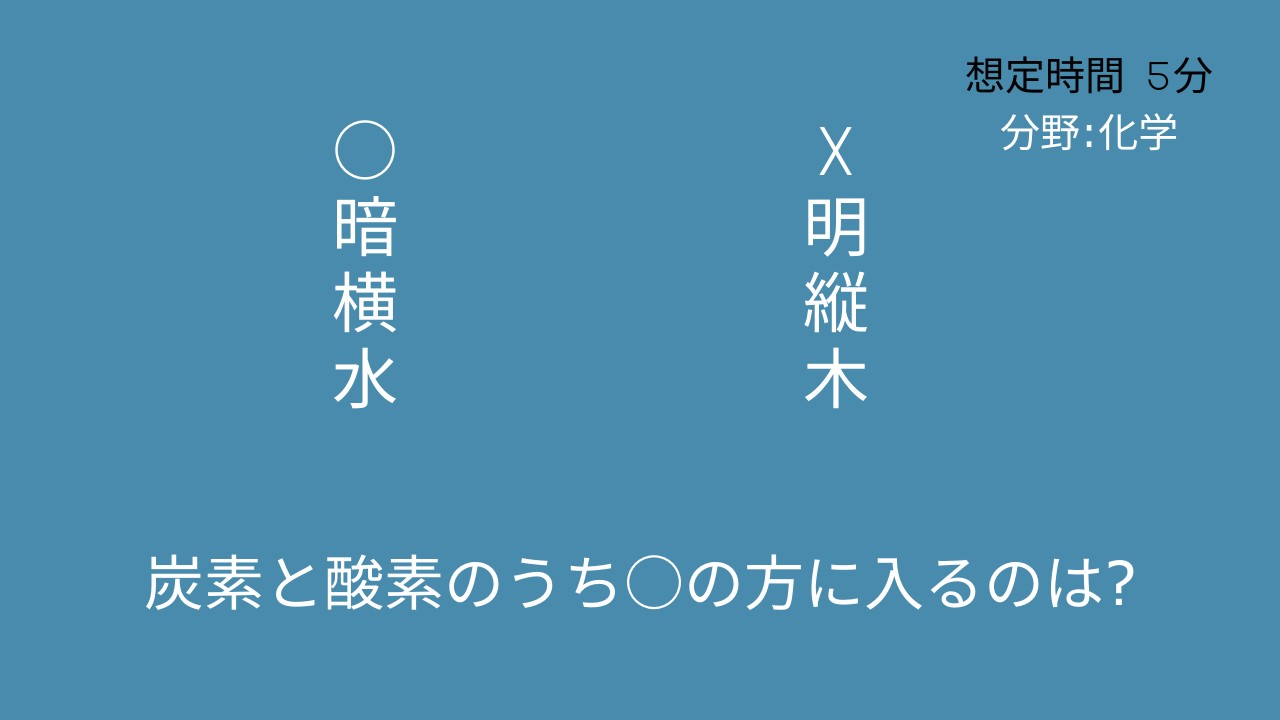 想定時間 5分
分野:化学
◯ X
暗 明
横 縦
水 木
炭素と酸素のうち◯の方に入るのは?